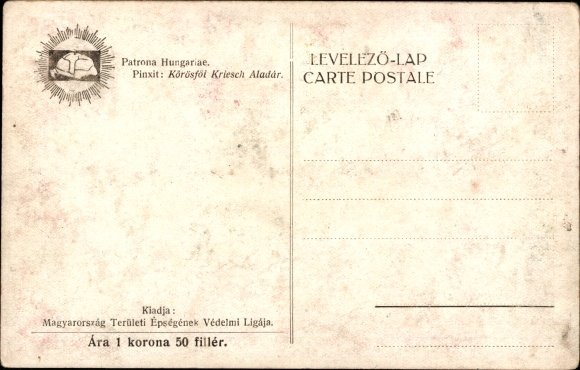 Patrona Hungariae.
Pinxit: Kőrösfői Kriesch Aladár.
LEVELEZŐ-LAP
CARTE POSTALE
Kiadja:
Magyarország Területi Épségének Védelmi Ligája.
Ára 1 korona 50 fillér.